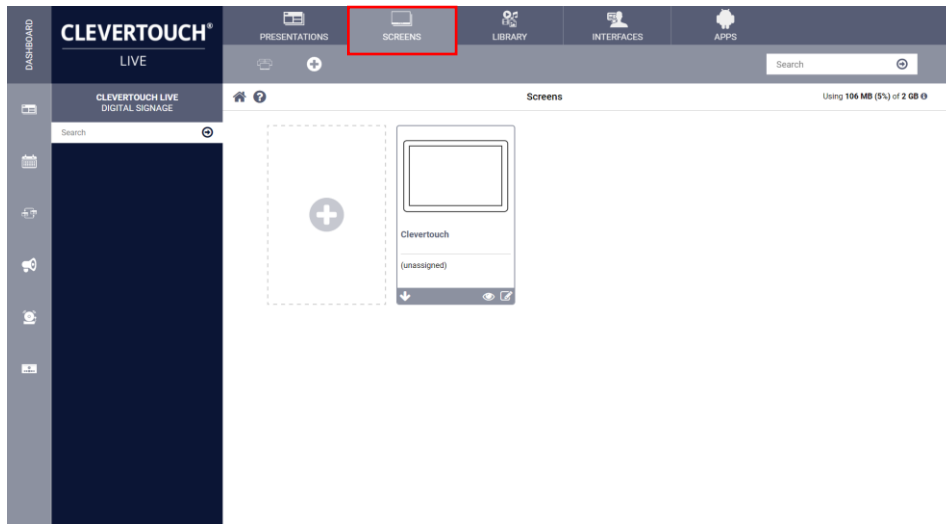 DASHBOARD
CLEVERTOUCH®
LIVE
PRESENTATIONS
SCREENS
LIBRARY
INTERFACES
APPS
Search
CLEVERTOUCH LIVE
DIGITAL SIGNAGE
Search
Screens
Using 106 MB (5%) of 2 GB
Clevertouch
(unassigned)